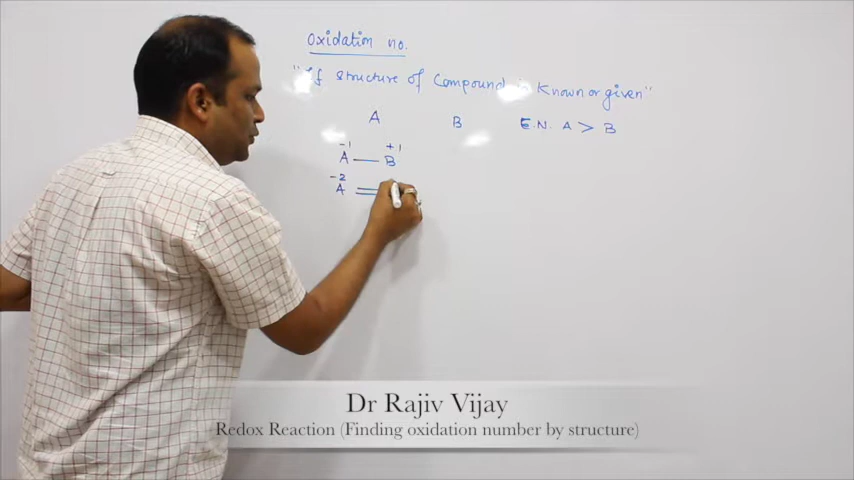 Oxidation no.
"If structure of Compound is Known or given"
A B E.N. A > B
-1 +1
A — B
-2
A =
Dr Rajiv Vijay
Redox Reaction (Finding oxidation number by structure)